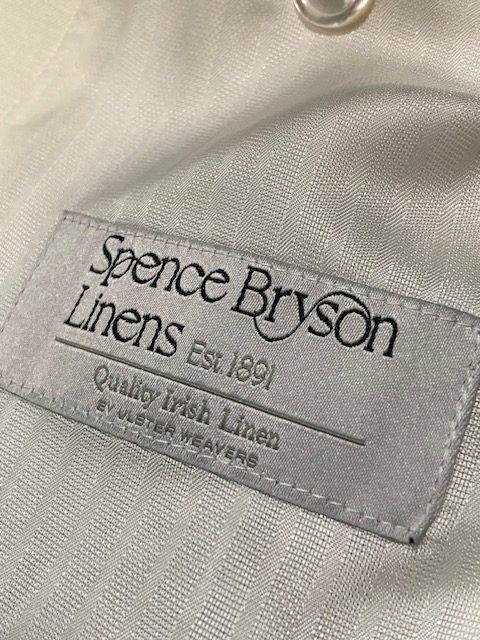 Spence Bryson
Linens Est. 1891
Quality Irish Linen
BY ULSTER WEAVERS